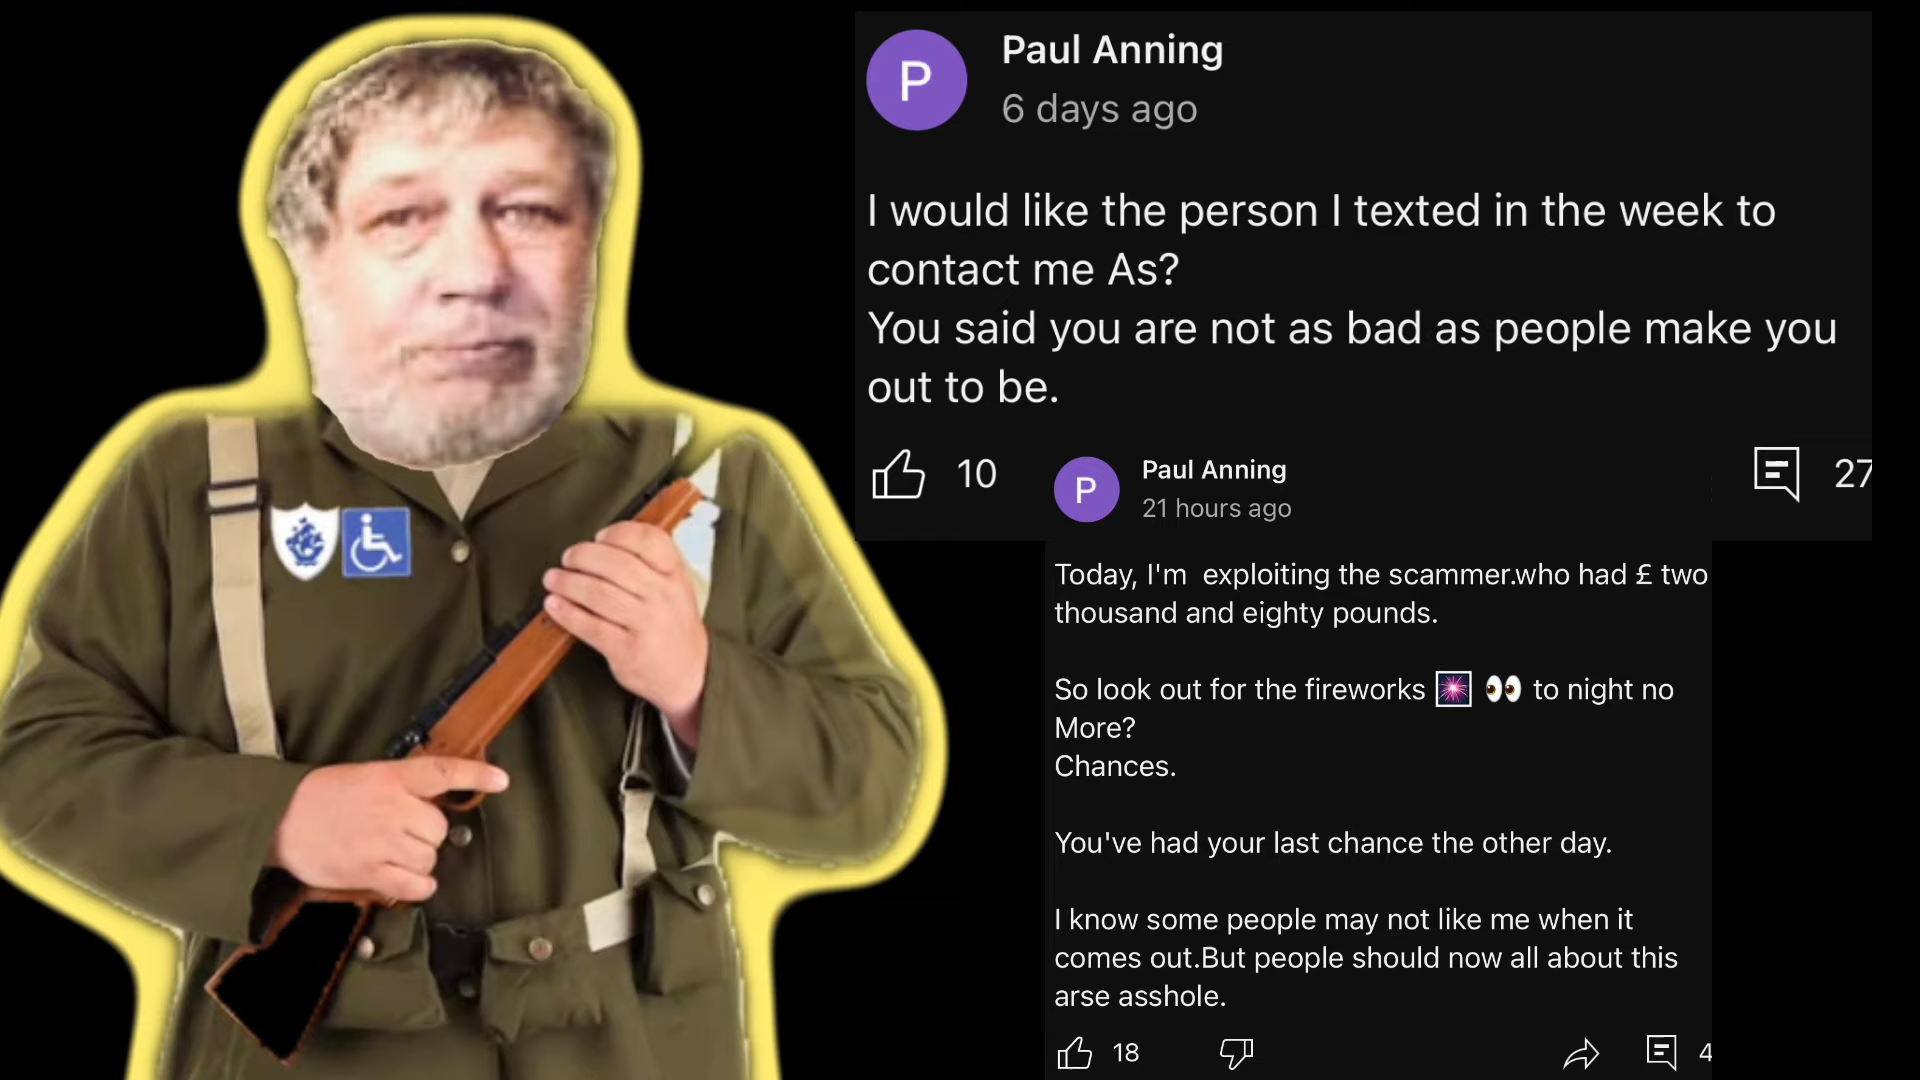 P
Paul Anning
6 days ago
I would like the person I texted in the week to
contact me As?
You said you are not as bad as people make you
out to be.
10
27
P
Paul Anning
21 hours ago
Today, I'm  exploiting the scammer.who had £ two
thousand and eighty pounds.
So look out for the fireworks 🎆 👀 to night no
More?
Chances.
You've had your last chance the other day.
I know some people may not like me when it
comes out.But people should now all about this
arse asshole.
18
4